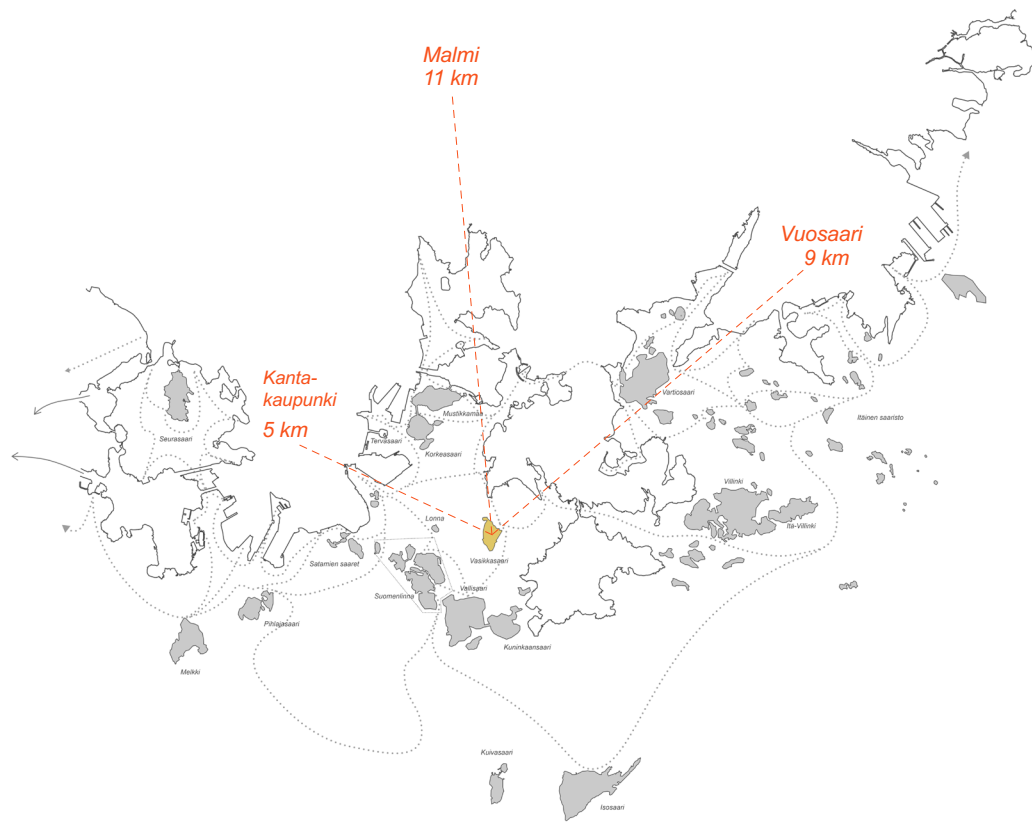 Malmi
11 km
Vuosaari
9 km
Kanta-
kaupunki
5 km
Seurasaari
Mustikkamaa
Tervasaari
Korkeasaari
Vartiosaari
Itäinen saaristo
Villinki
Itä-Villinki
Lonna
Vasikkasaari
Satamien saaret
Suomenlinna
Vallisaari
Kuninkaansaari
Pihlajasaari
Melkki
Kuivasaari
Isosaari